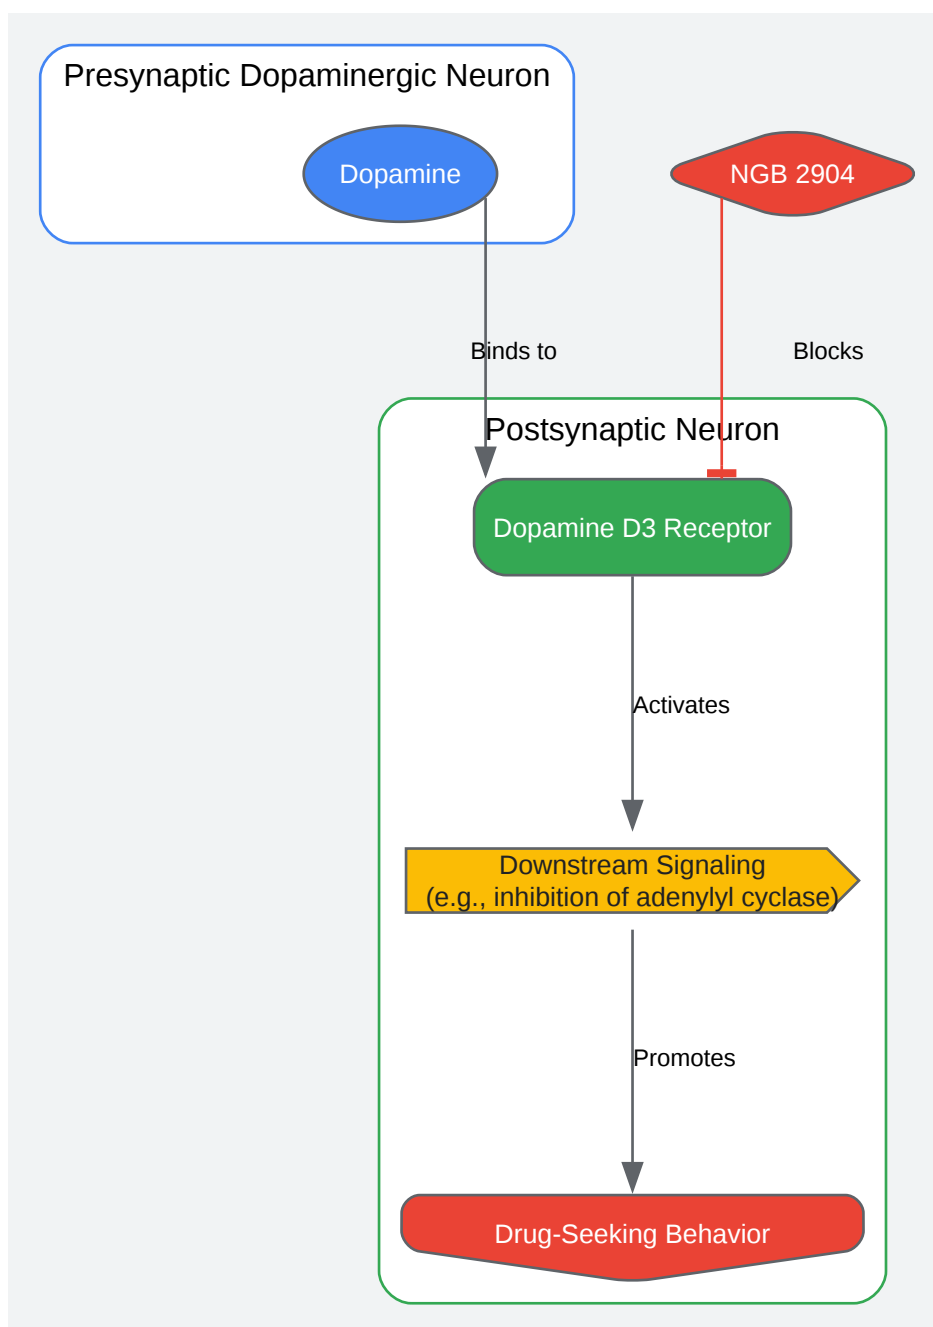 Presynaptic Dopaminergic Neuron
Dopamine
NGB 2904
Binds to
Blocks
Postsynaptic Neuron
Dopamine D3 Receptor
Activates
Downstream Signaling
(e.g., inhibition of adenylyl cyclase)
Promotes
Drug-Seeking Behavior